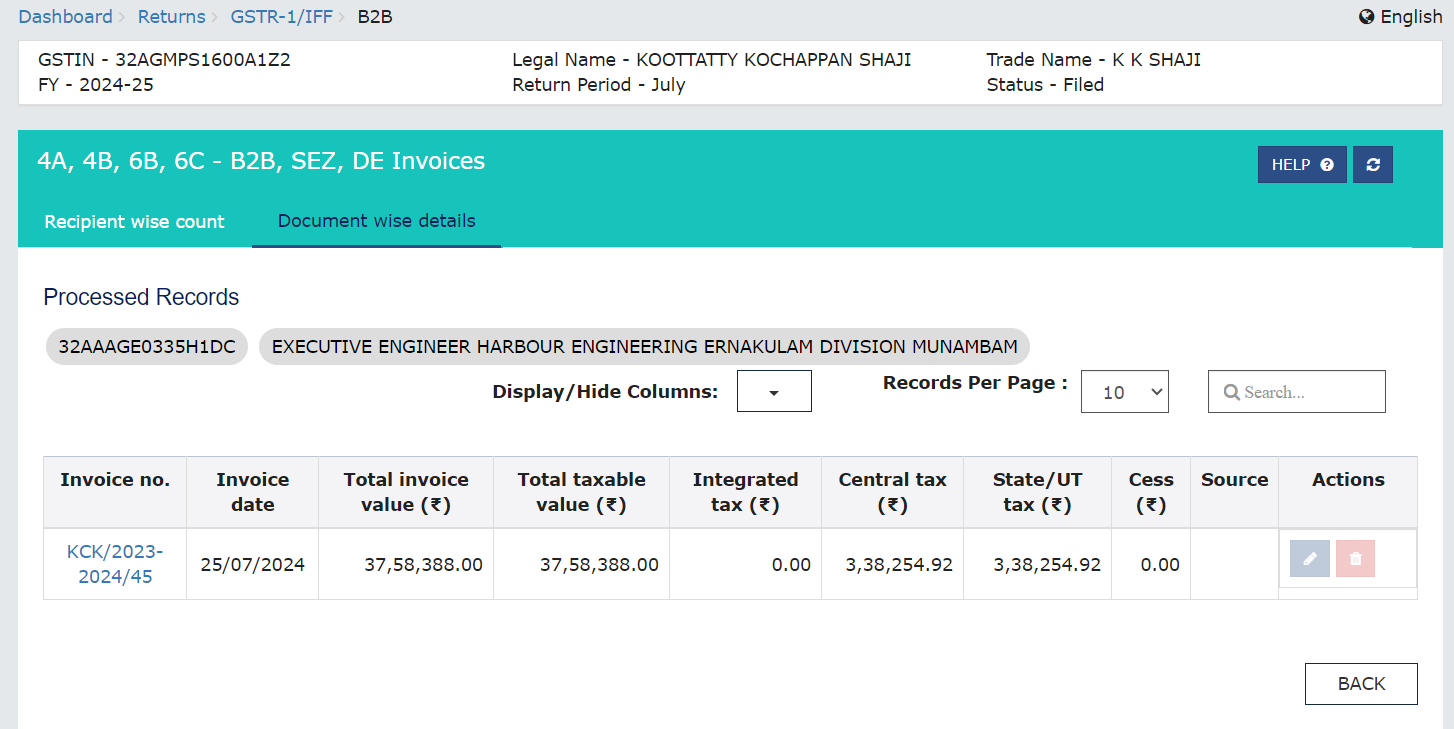 Dashboard > Returns > GSTR-1/IFF > B2B
English
GSTIN - 32AGMPS1600A1Z2
Legal Name - KOOTTATTY KOCHAPPAN SHAJI
Trade Name - K K SHAJI
FY - 2024-25
Return Period - July
Status - Filed
4A, 4B, 6B, 6C - B2B, SEZ, DE Invoices
HELP ?
Recipient wise count
Document wise details
Processed Records
32AAAGE0335H1DC
EXECUTIVE ENGINEER HARBOUR ENGINEERING ERNAKULAM DIVISION MUNAMBAM
Display/Hide Columns:
Records Per Page :
10
Search...
Invoice no.
Invoice
date
Total invoice
value (₹)
Total taxable
value (₹)
Integrated
tax (₹)
Central tax
(₹)
State/UT
tax (₹)
Cess
(₹)
Source
Actions
KCK/2023-
2024/45
25/07/2024
37,58,388.00
37,58,388.00
0.00
3,38,254.92
3,38,254.92
0.00
BACK